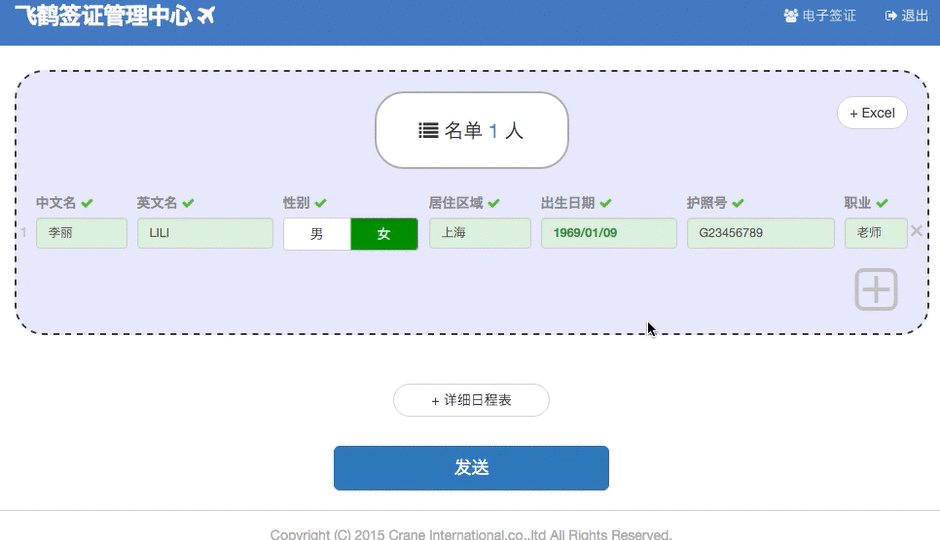 飞鹤签证管理中心
电子签证 退出
名单 1 人
+ Excel
中文名 英文名 性别 居住区域 出生日期 护照号 职业
1 李丽 LILI 男 女 上海 1969/01/09 G23456789 老师
+ 详细日程表
发送
Copyright (C) 2015 Crane International.co.,ltd All Rights Reserved.